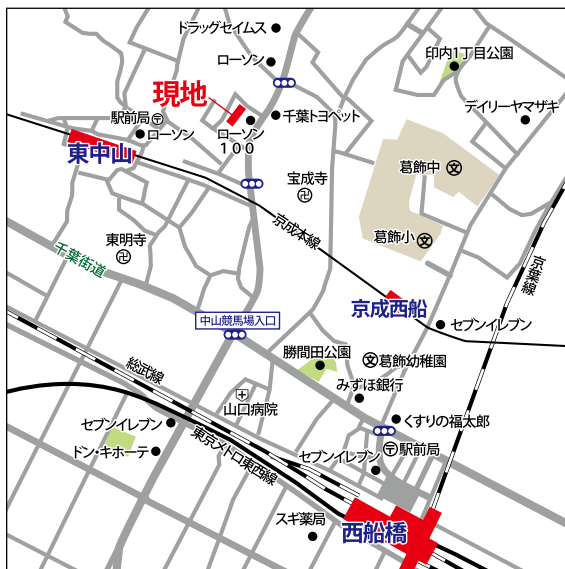 ドラッグセイムス
ローソン
印内1丁目公園
現地
デイリーヤマザキ
駅前局
ローソン
千葉トヨペット
ローソン
100
東中山
葛飾中
文
宝成寺
京成本線
東明寺
葛飾小
文
千葉街道
京葉線
京成西船
中山競馬場入口
セブンイレブン
総武線
勝間田公園
文
葛飾幼稚園
みずほ銀行
山口病院
セブンイレブン
くすりの福太郎
東京メトロ東西線
ドン・キホーテ
駅前局
セブンイレブン
スギ薬局
西船橋